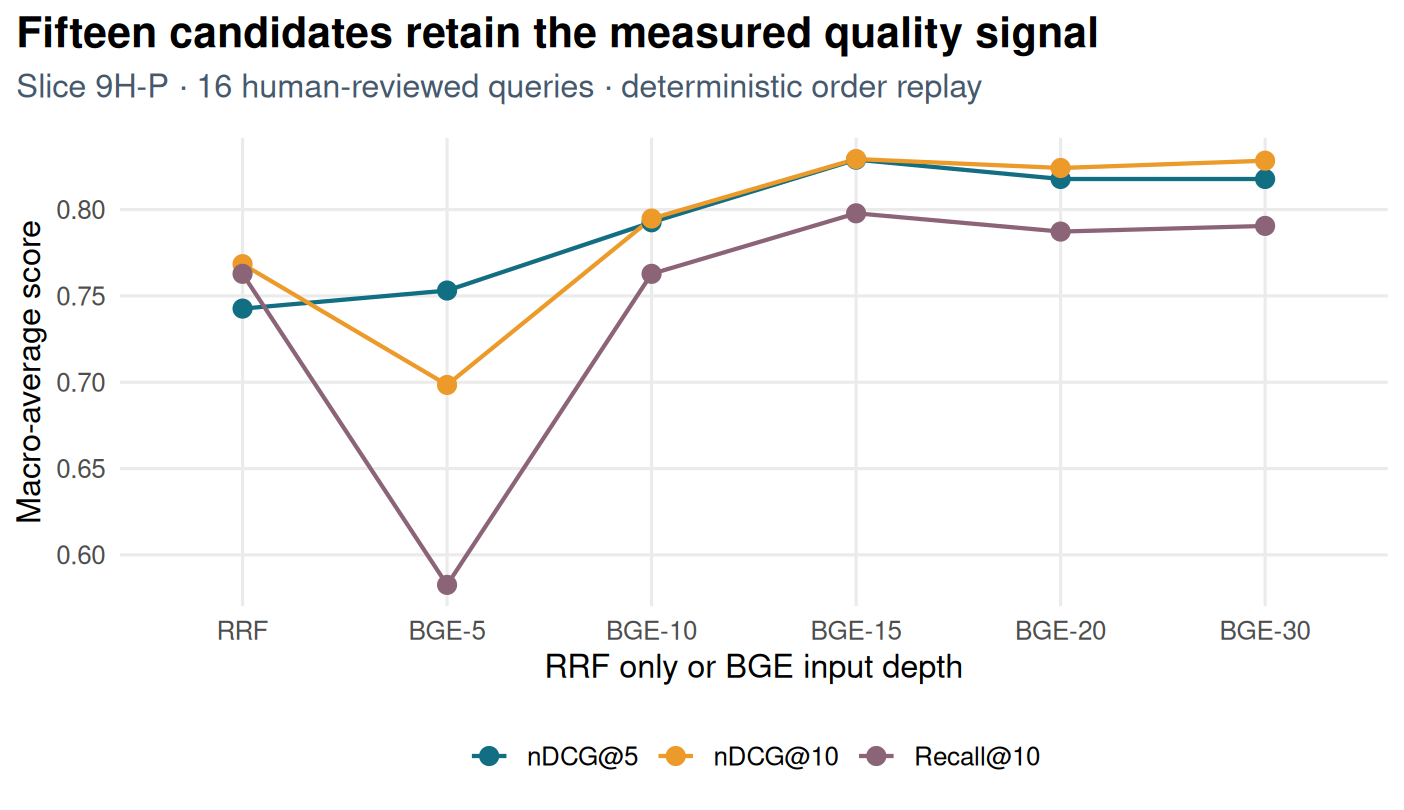 Fifteen candidates retain the measured quality signal
Slice 9H-P · 16 human-reviewed queries · deterministic order replay
Macro-average score
0.80
0.75
0.70
0.65
0.60
RRF BGE-5 BGE-10 BGE-15 BGE-20 BGE-30
RRF only or BGE input depth
nDCG@5 nDCG@10 Recall@10